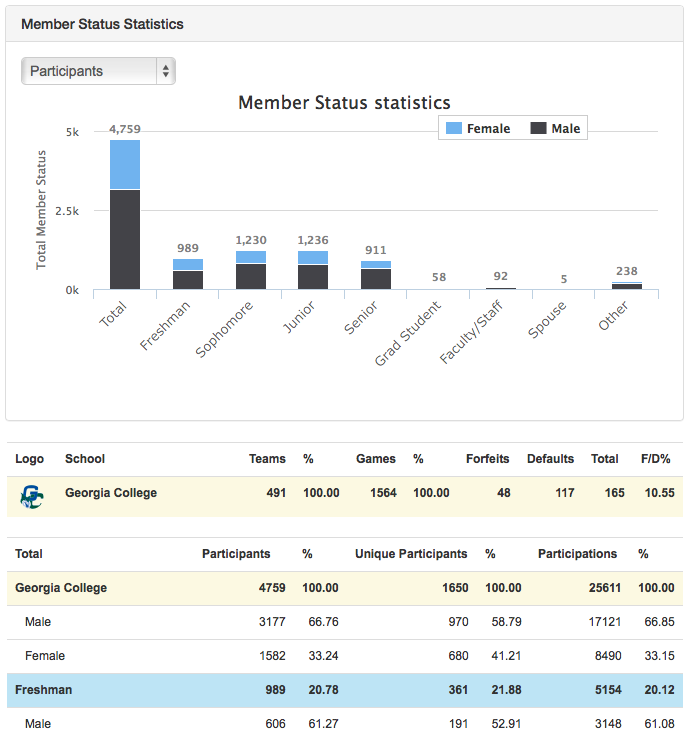 Member Status Statistics
Participants
Member Status statistics
Female Male
Total Member Status
5k
2.5k
0k
4,759
989
1,230
1,236
911
58
92
5
238
Total
Freshman
Sophomore
Junior
Senior
Grad Student
Faculty/Staff
Spouse
Other
Logo School Teams % Games % Forfeits Defaults Total F/D%
GC Georgia College 491 100.00 1564 100.00 48 117 165 10.55
Total Participants % Unique Participants % Participations %
Georgia College 4759 100.00 1650 100.00 25611 100.00
Male 3177 66.76 970 58.79 17121 66.85
Female 1582 33.24 680 41.21 8490 33.15
Freshman 989 20.78 361 21.88 5154 20.12
Male 606 61.27 191 52.91 3148 61.08